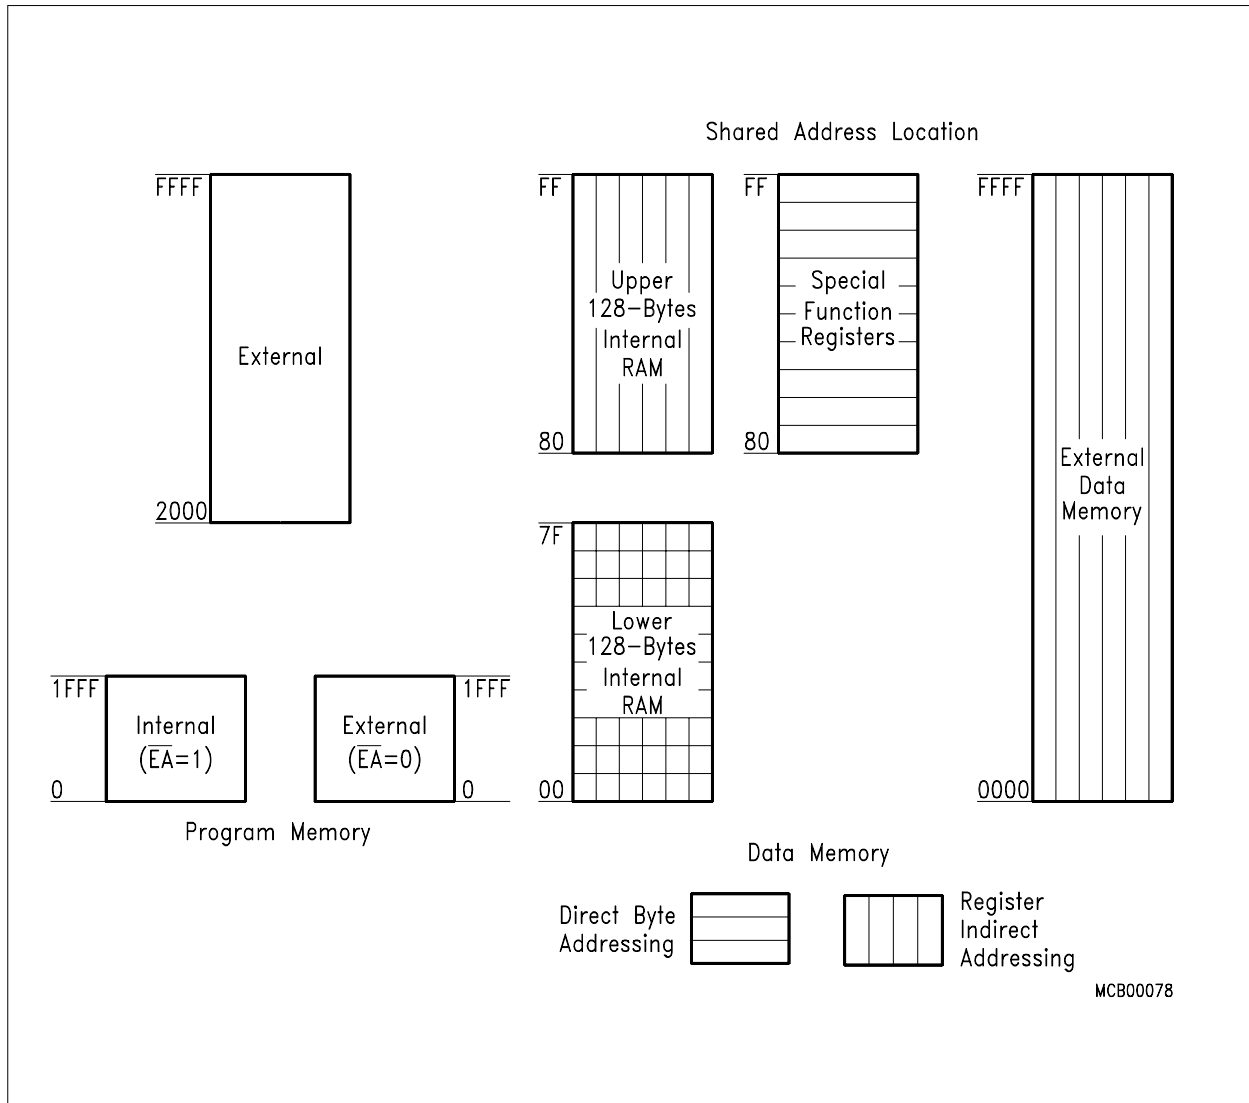 Shared Address Location
FFFF
External
2000
1FFF
Internal
(EA=1)
0
External
(EA=0)
1FFF
0
Program Memory
FF
Upper
128-Bytes
Internal
RAM
80
FF
Special
Function
Registers
80
7F
Lower
128-Bytes
Internal
RAM
00
FFFF
External
Data
Memory
0000
Data Memory
Direct Byte
Addressing
Register
Indirect
Addressing
MCB00078